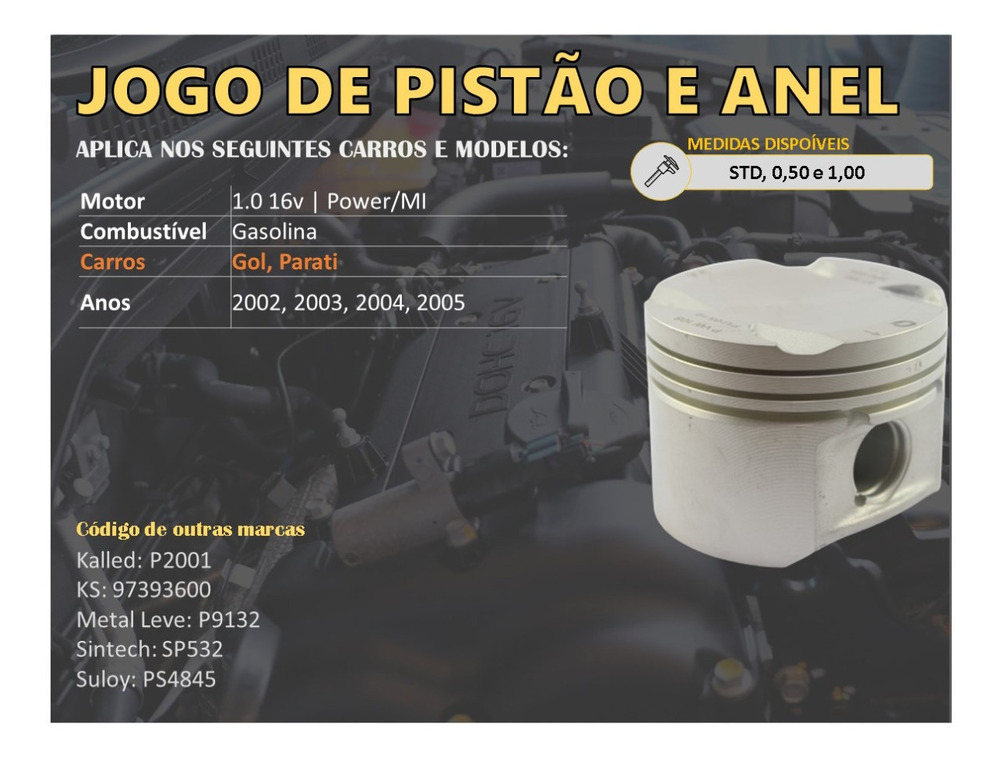 JOGO DE PISTÃO E ANEL
APLICA NOS SEGUINTES CARROS E MODELOS:
MEDIDAS DISPOÍVEIS
STD, 0,50 e 1,00
Motor 1.0 16v | Power/MI
Combustível Gasolina
Carros Gol, Parati
Anos 2002, 2003, 2004, 2005
Código de outras marcas
Kalled: P2001
KS: 97393600
Metal Leve: P9132
Sintech: SP532
Suloy: PS4845